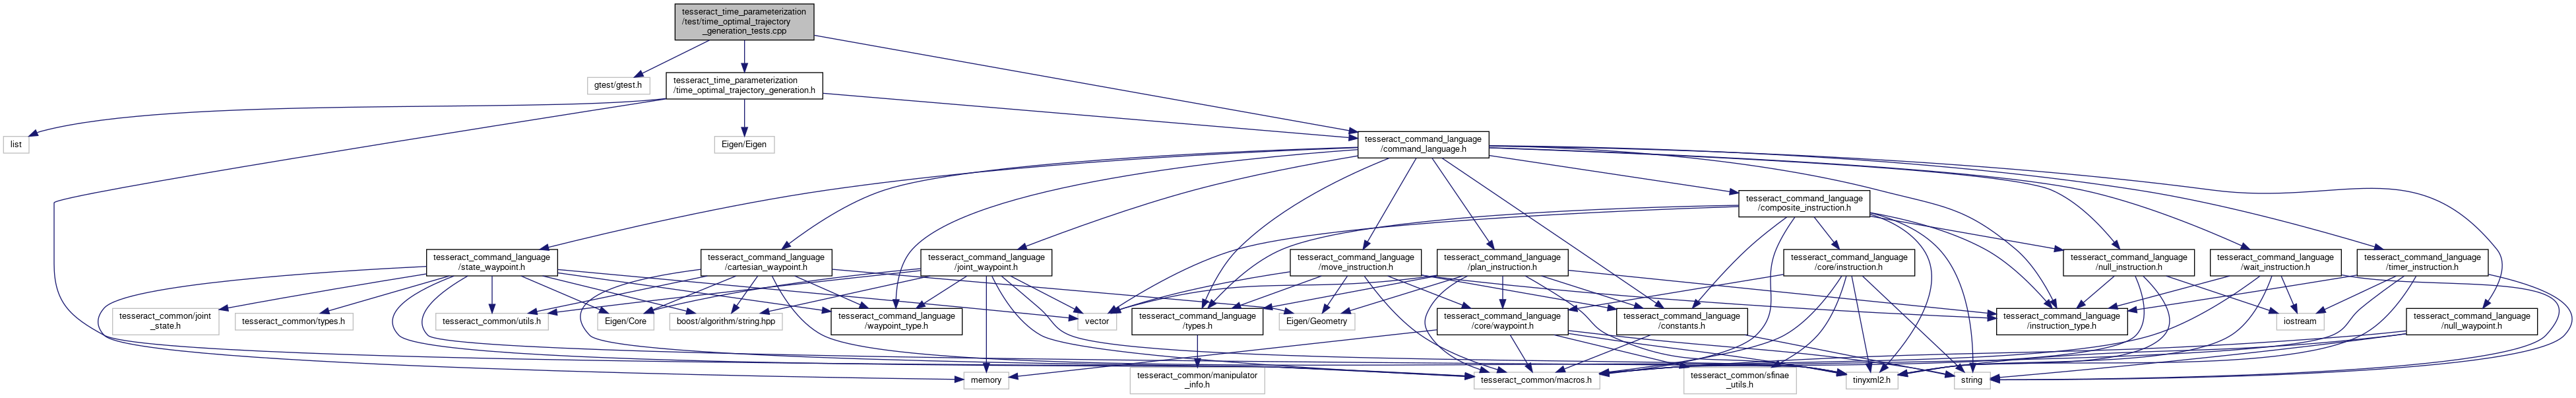 tesseract_time_parameterization
/test/time_optimal_trajectory
_generation_tests.cpp
gtest/gtest.h
tesseract_time_parameterization
/time_optimal_trajectory_generation.h
list
Eigen/Eigen
tesseract_command_language
/command_language.h
tesseract_command_language
/composite_instruction.h
tesseract_command_language
/state_waypoint.h
tesseract_command_language
/cartesian_waypoint.h
tesseract_command_language
/joint_waypoint.h
tesseract_command_language
/move_instruction.h
tesseract_command_language
/plan_instruction.h
tesseract_command_language
/core/instruction.h
tesseract_command_language
/null_instruction.h
tesseract_command_language
/wait_instruction.h
tesseract_command_language
/timer_instruction.h
tesseract_common/joint
_state.h
tesseract_common/types.h
tesseract_common/utils.h
Eigen/Core
boost/algorithm/string.hpp
tesseract_command_language
/waypoint_type.h
vector
tesseract_command_language
/types.h
Eigen/Geometry
tesseract_command_language
/core/waypoint.h
tesseract_command_language
/constants.h
tesseract_command_language
/instruction_type.h
iostream
tesseract_command_language
/null_waypoint.h
memory
tesseract_common/manipulator
_info.h
tesseract_common/macros.h
tesseract_common/sfinae
_utils.h
tinyxml2.h
string